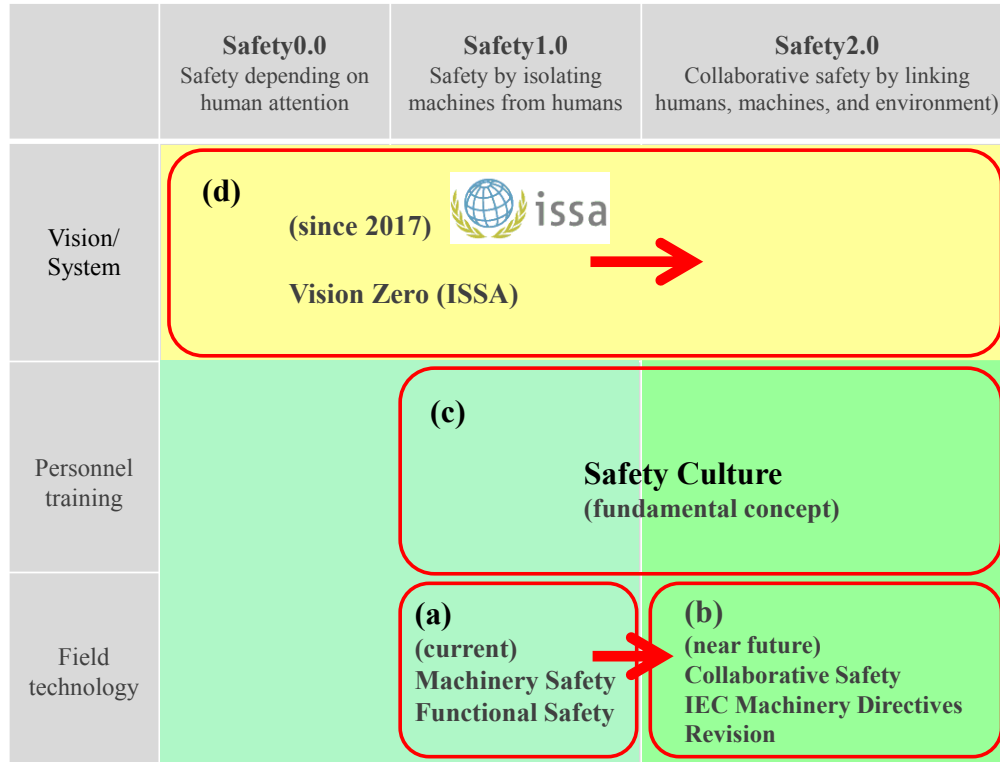 Safety0.0
Safety depending on
human attention
Safety1.0
Safety by isolating
machines from humans
Safety2.0
Collaborative safety by linking
humans, machines, and environment)
Vision/
System
(d)
(since 2017)
issa
Vision Zero (ISSA)
Personnel
training
(c)
Safety Culture
(fundamental concept)
Field
technology
(a)
(current)
Machinery Safety
Functional Safety
(b)
(near future)
Collaborative Safety
IEC Machinery Directives
Revision